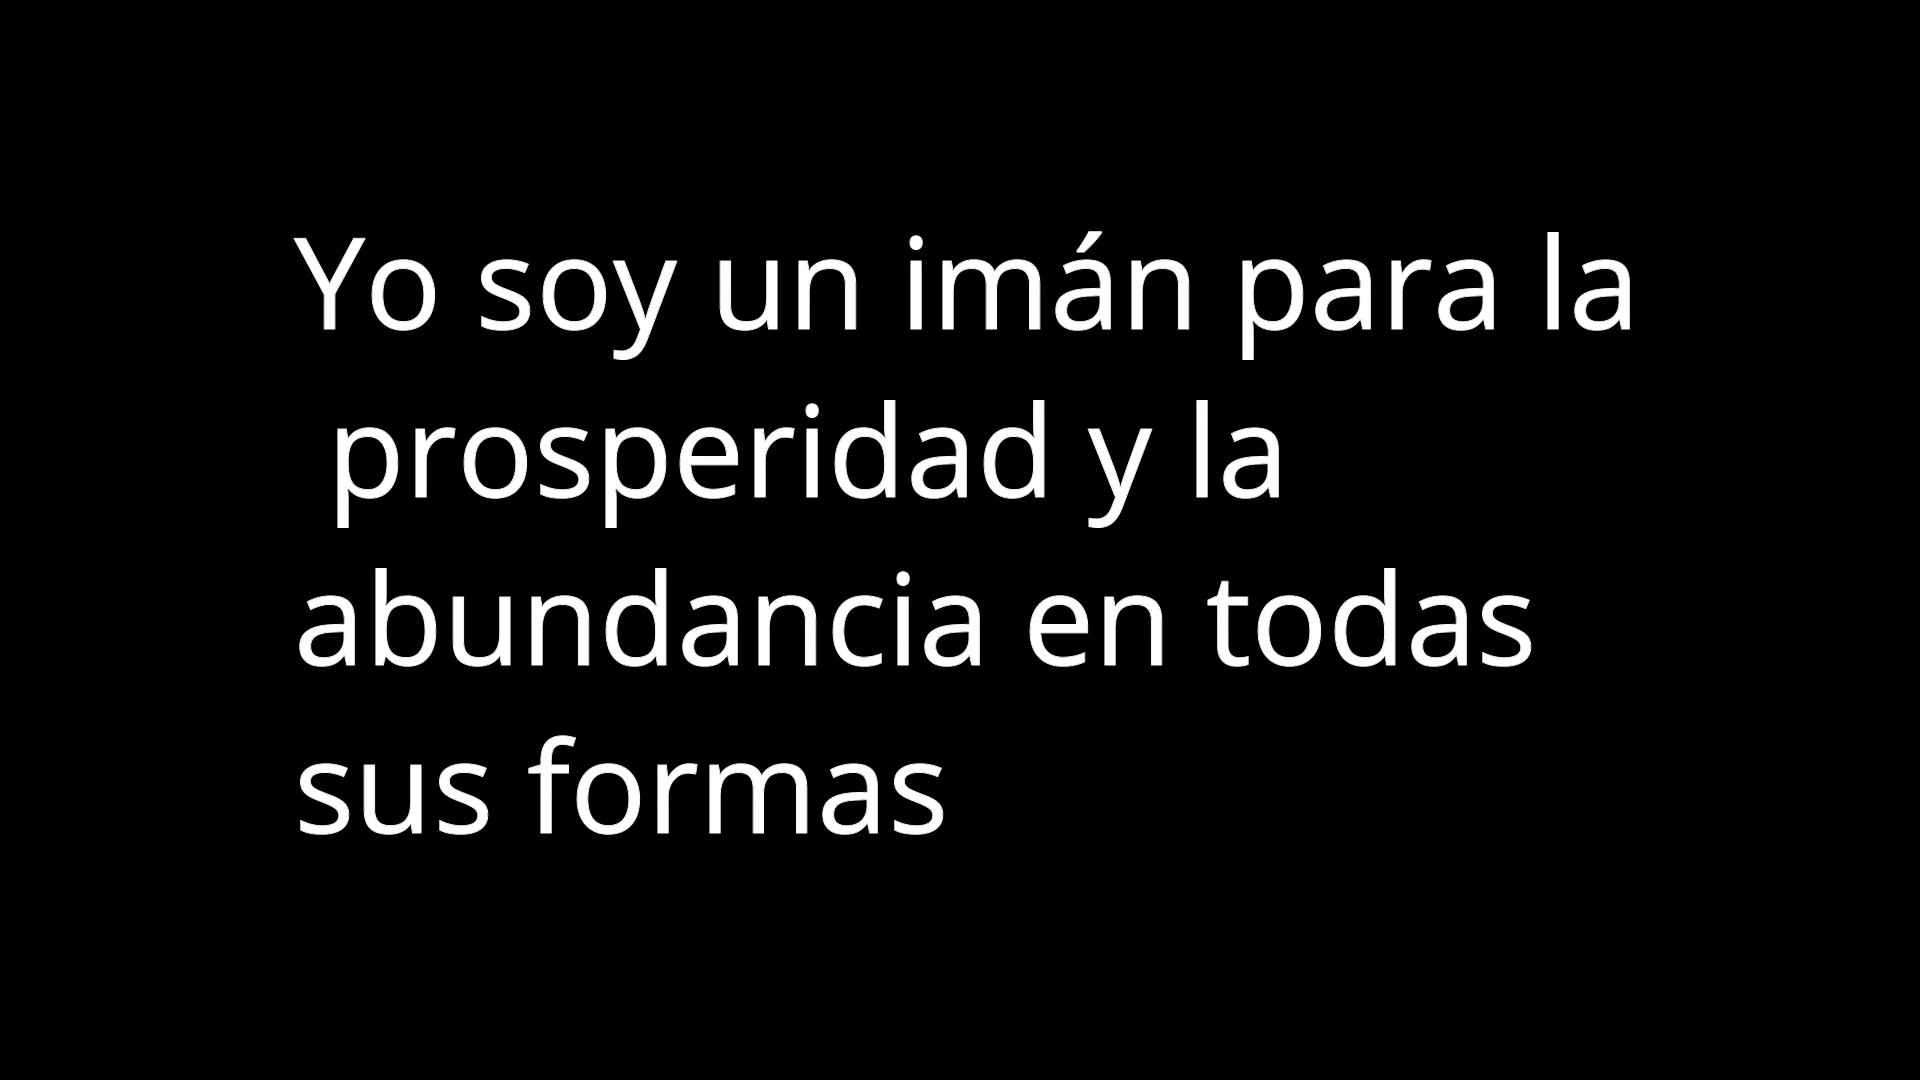 Yo soy un imán para la
prosperidad y la
abundancia en todas
sus formas